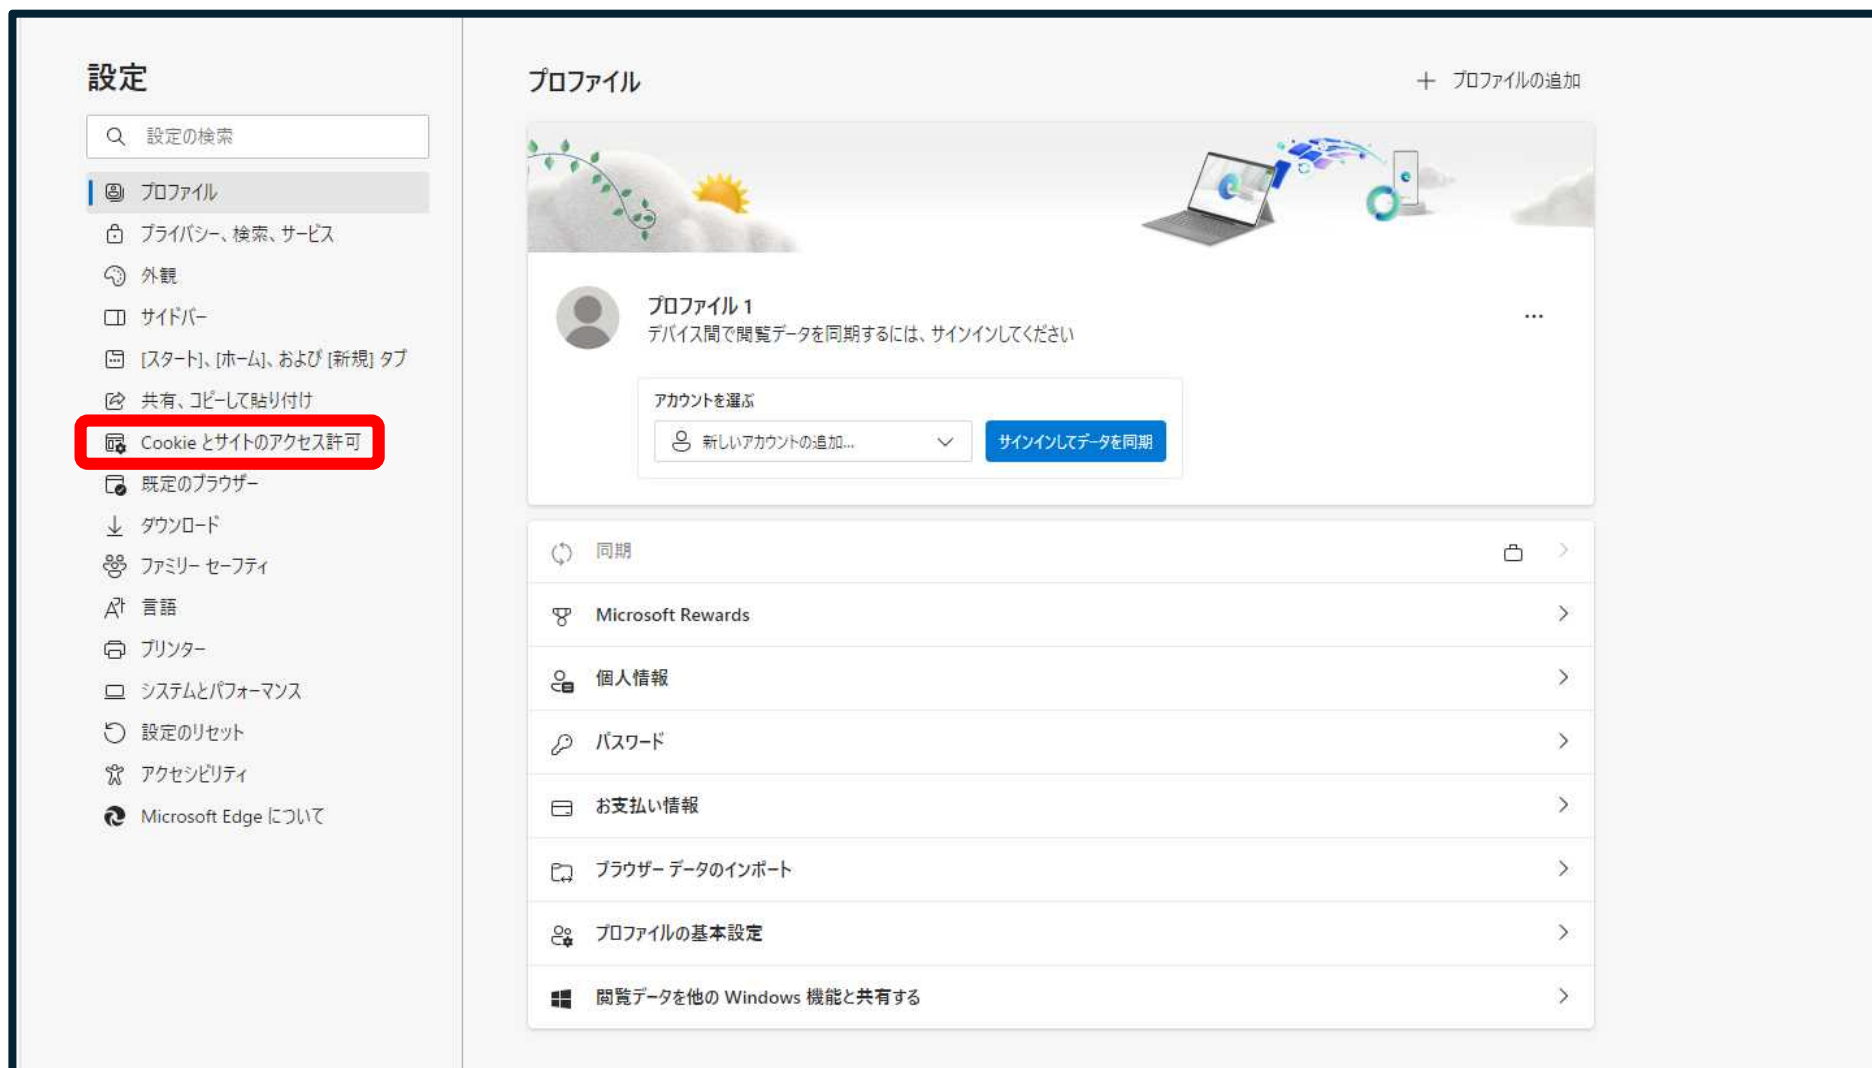 設定
設定の検索
プロファイル
プライバシー、検索、サービス
外観
サイドバー
[スタート]、[ホーム]、および [新規] タブ
共有、コピーして貼り付け
Cookie とサイトのアクセス許可
既定のブラウザー
ダウンロード
ファミリー セーフティ
言語
プリンター
システムとパフォーマンス
設定のリセット
アクセシビリティ
Microsoft Edge について
プロファイル
プロファイルの追加
プロファイル 1
デバイス間で閲覧データを同期するには、サインインしてください
アカウントを選ぶ
新しいアカウントの追加...
サインインしてデータを同期
同期
Microsoft Rewards
個人情報
パスワード
お支払い情報
ブラウザー データのインポート
プロファイルの基本設定
閲覧データを他の Windows 機能と共有する